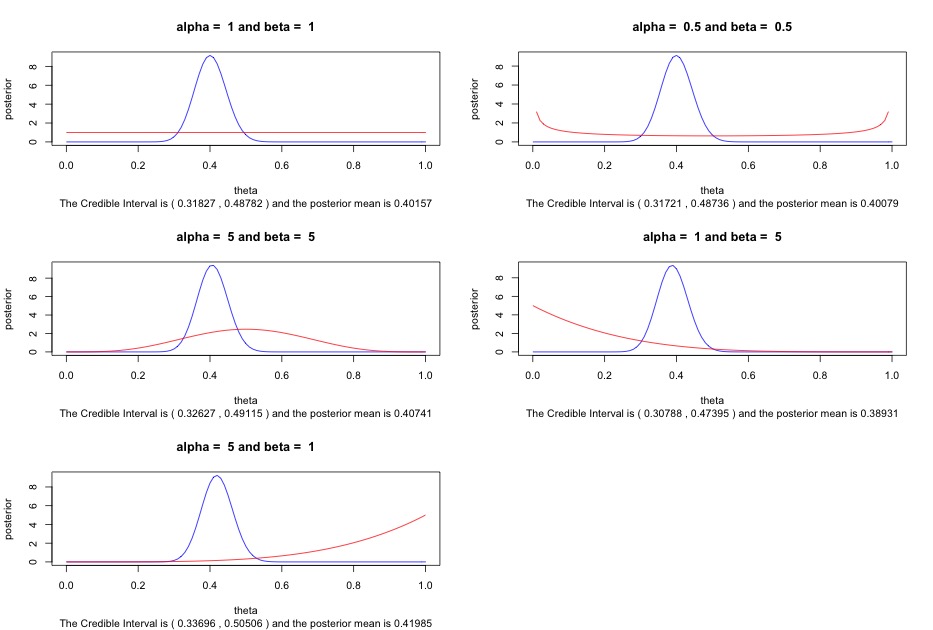 alpha =  1 and beta =  1
posterior
8
6
4
2
0
0.0 0.2 0.4 0.6 0.8 1.0
theta
The Credible Interval is ( 0.31827 , 0.48782 ) and the posterior mean is 0.40157
alpha =  0.5 and beta =  0.5
posterior
8
6
4
2
0
0.0 0.2 0.4 0.6 0.8 1.0
theta
The Credible Interval is ( 0.31721 , 0.48736 ) and the posterior mean is 0.40079
alpha =  5 and beta =  5
posterior
8
6
4
2
0
0.0 0.2 0.4 0.6 0.8 1.0
theta
The Credible Interval is ( 0.32627 , 0.49115 ) and the posterior mean is 0.40741
alpha =  1 and beta =  5
posterior
8
6
4
2
0
0.0 0.2 0.4 0.6 0.8 1.0
theta
The Credible Interval is ( 0.30788 , 0.47395 ) and the posterior mean is 0.38931
alpha =  5 and beta =  1
posterior
8
6
4
2
0
0.0 0.2 0.4 0.6 0.8 1.0
theta
The Credible Interval is ( 0.33696 , 0.50506 ) and the posterior mean is 0.41985